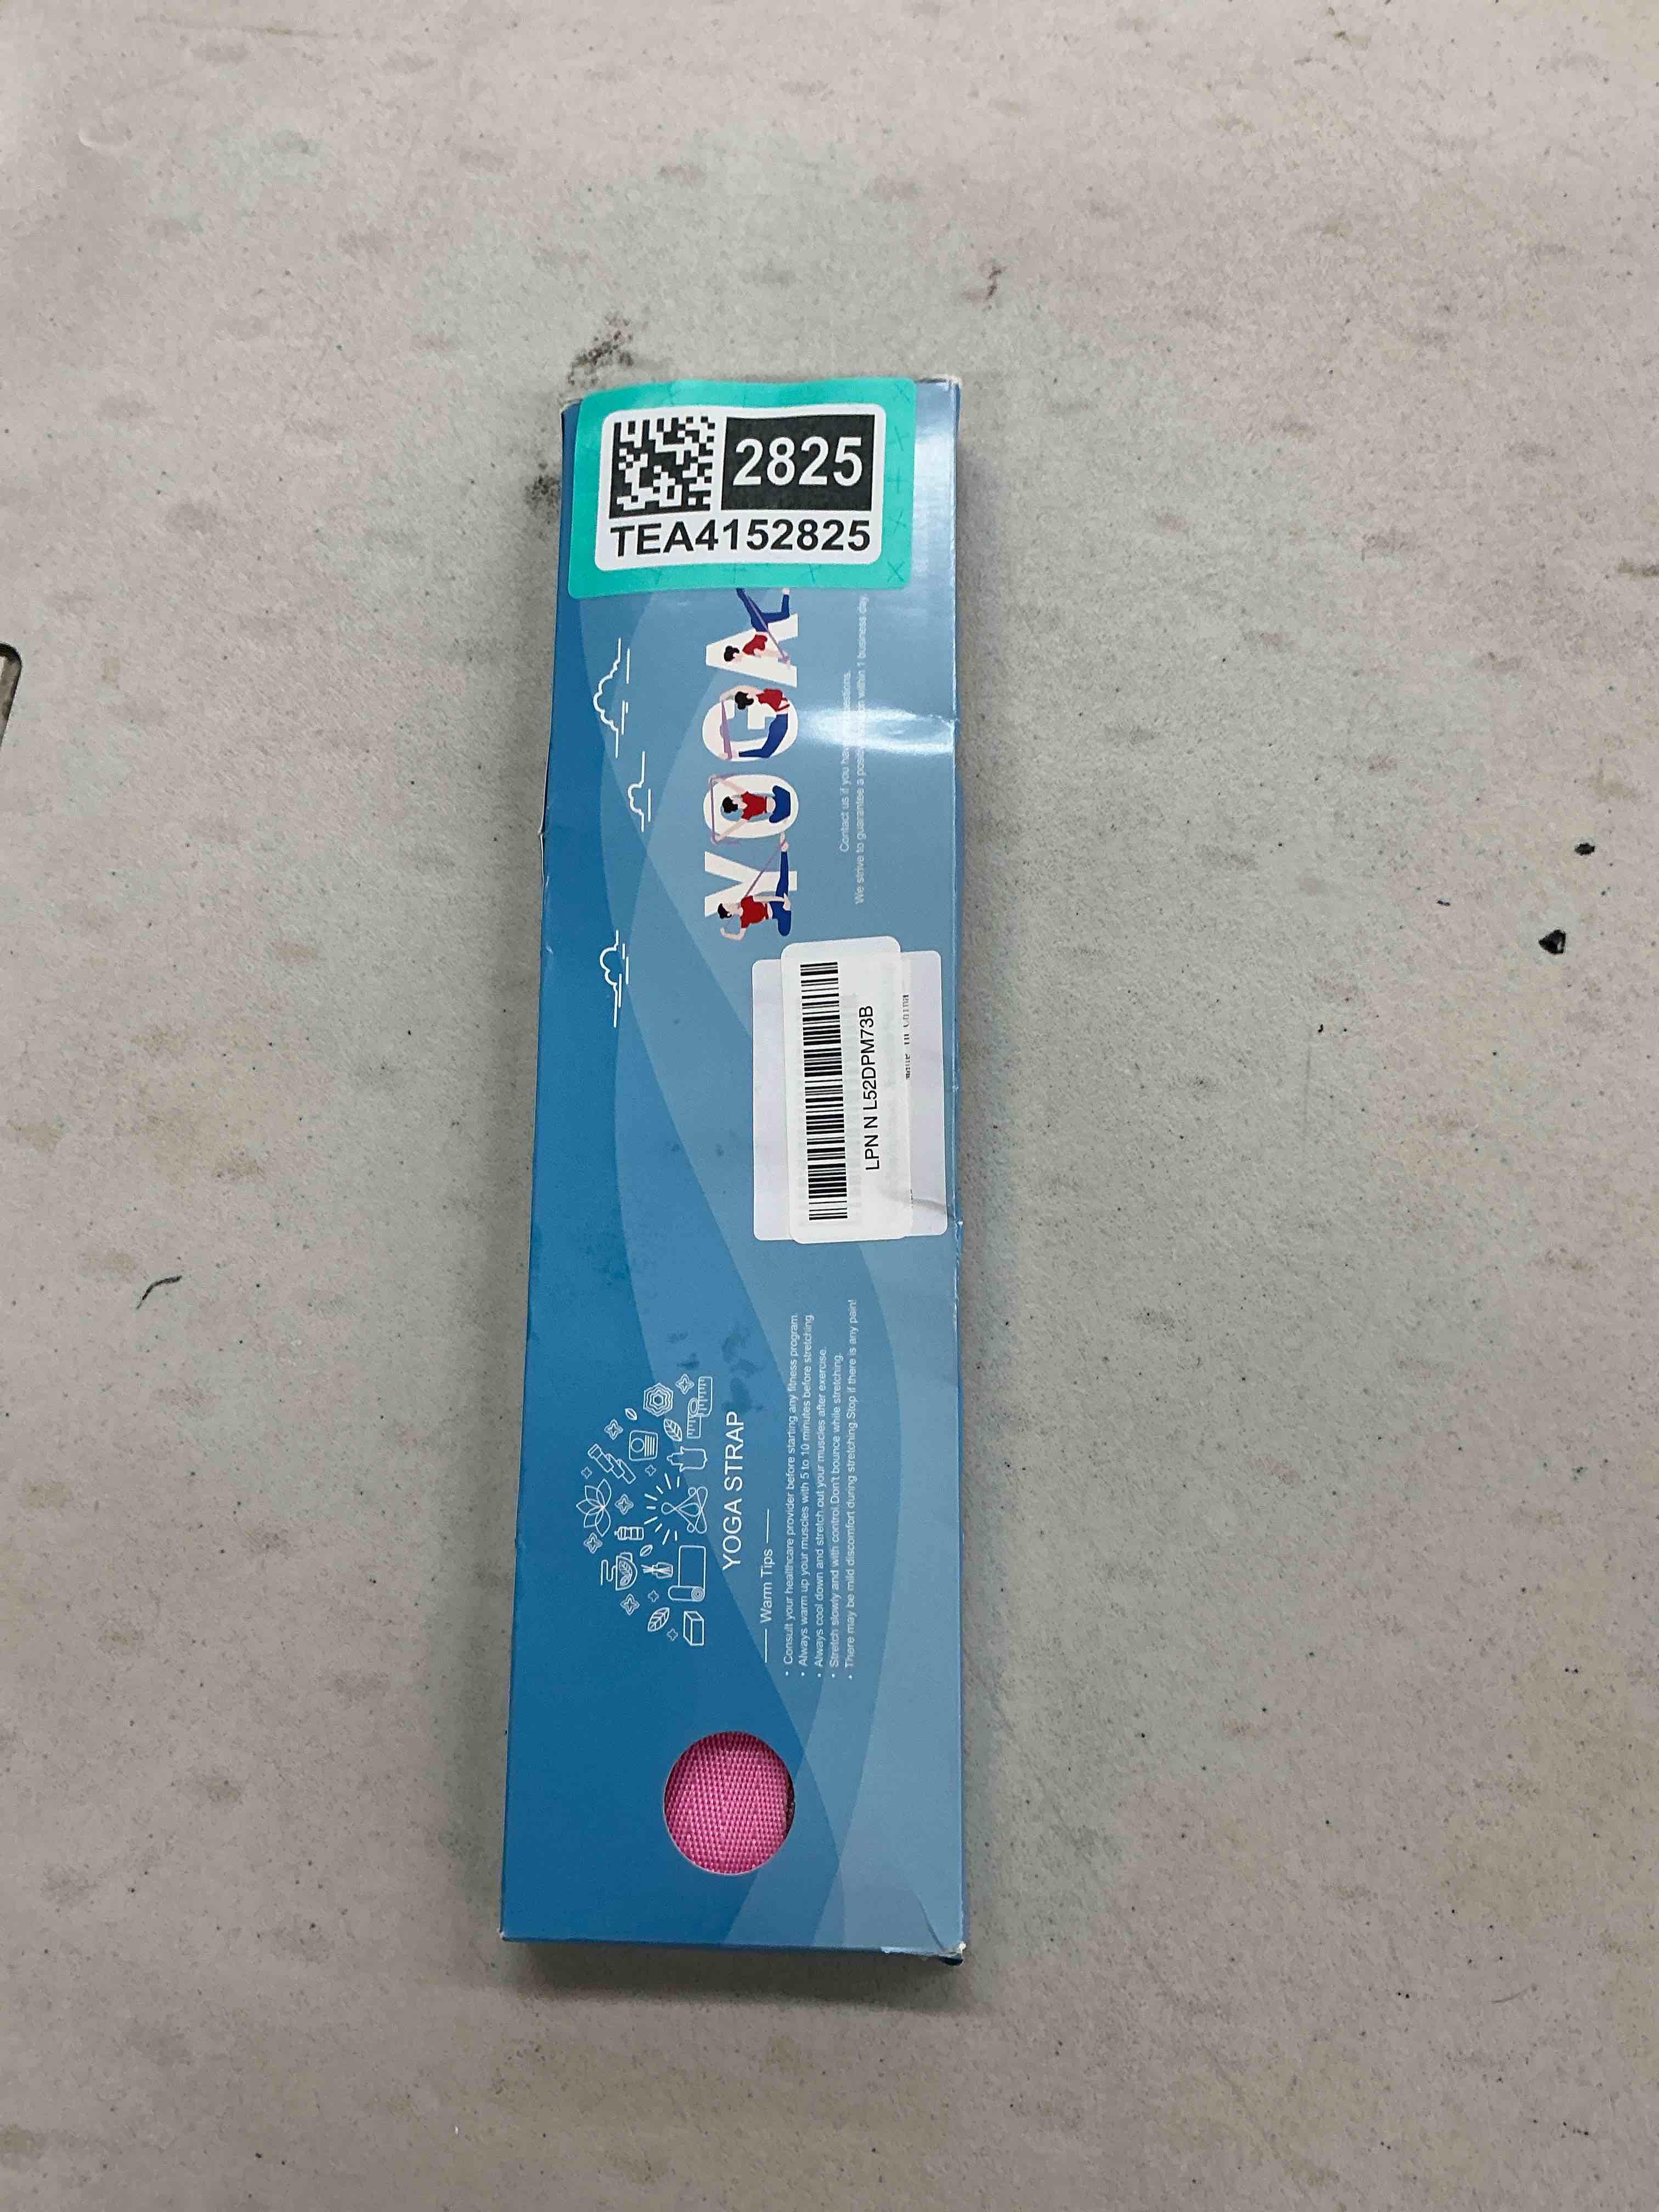 2825
TEA4152825
YOGA
Contact us if you have questions.
We strive to guarantee a within 1 business day
LPN N L52DPM73B
Made in China
YOGA STRAP
Warm Tips
• Consult your healthcare provider before starting any fitness program.
• Always warm up your muscles with 5 to 10 minutes before stretching.
• Always cool down and stretch out your muscles after exercise.
• Stretch slowly and with control.Don't bounce while stretching.
• There may be mild discomfort during stretching.Stop if there is any pain!